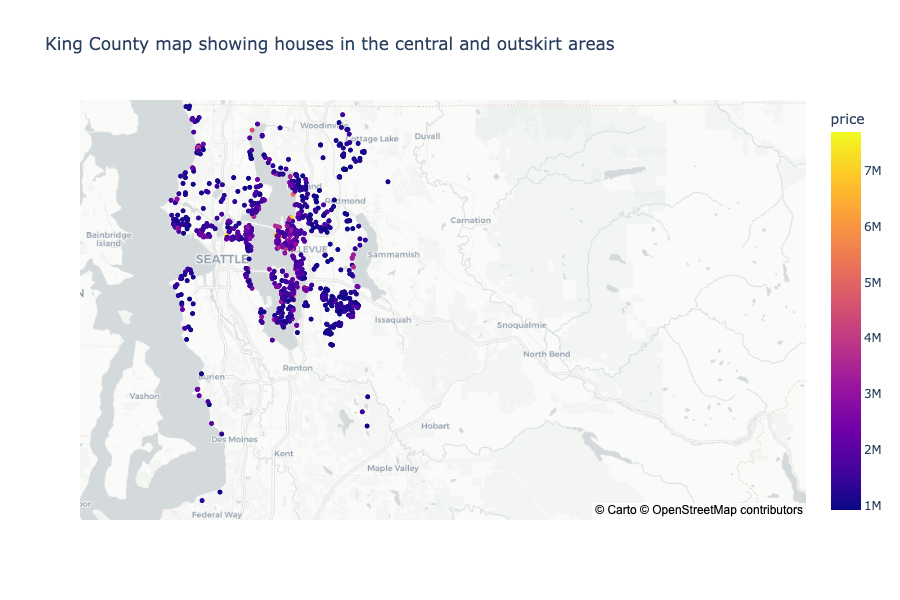 King County map showing houses in the central and outskirt areas
price
Woodinville
Cottage Lake
Duvall
7M
Redmond
6M
Carnation
Bainbridge
Island
SEATTLE
LEVUE
Sammamish
5M
N
Issaquah
Snoqualmie
4M
North Bend
Renton
Burien
3M
Vashon
Hobart
Des Moines
2M
Kent
Maple Valley
1M
Federal Way
© Carto © OpenStreetMap contributors